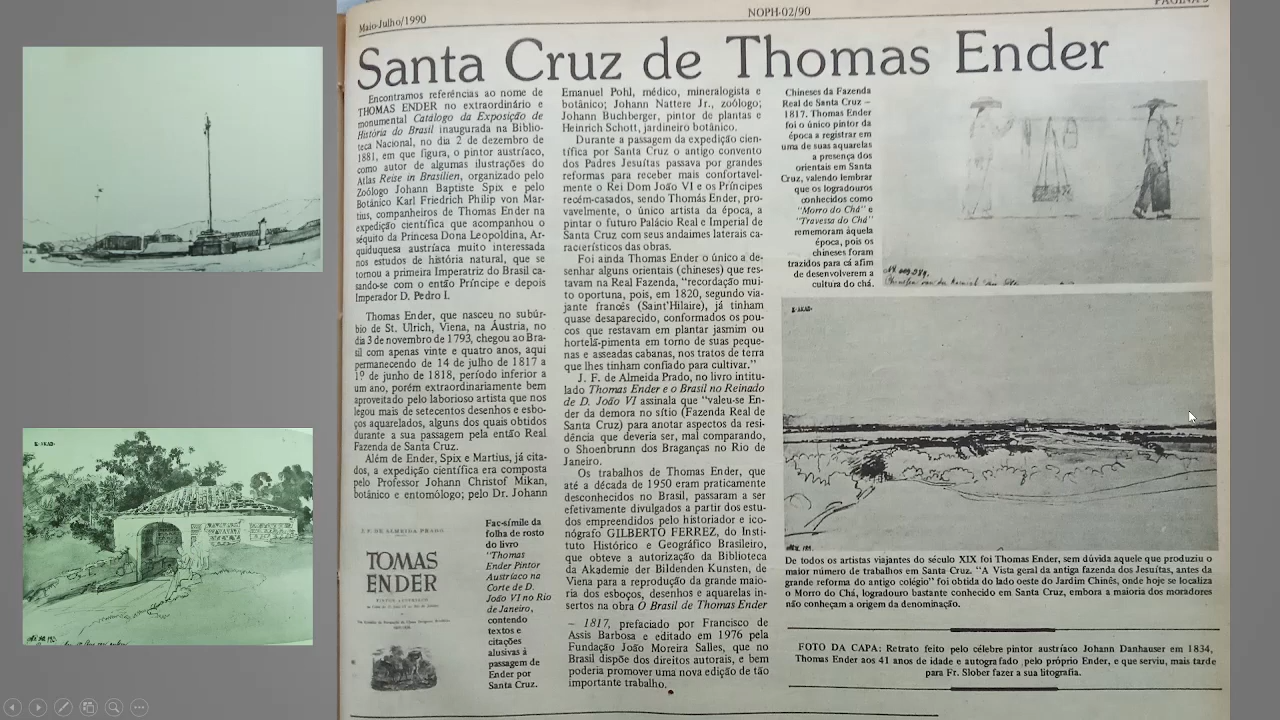 Maio-Julho/1990
NOPH-02/90
Santa Cruz de Thomas Ender
Encontramos referências ao nome de
THOMAS ENDER no extraordinário e
monumental Catálogo da Exposição de
História do Brasil inaugurada na Biblio-
teca Nacional, no dia 2 de dezembro de
1881, em que figura, o pintor austríaco,
como autor de algumas ilustrações do
Atlas Reise in Brasilien, organizado pelo
Zoólogo Johann Baptiste Spix e pelo
Botânico Karl Friedrich Philip von Mar-
tius, companheiros de Thomas Ender na
expedição científica que acompanhou o
séquito da Princesa Dona Leopoldina, Ar-
quiduquesa austríaca muito interessada
nos estudos de história natural, que se
tornou a primeira Imperatriz do Brasil ca-
sando-se com o então Príncipe e depois
Imperador D. Pedro I.
Thomas Ender, que nasceu no subúr-
bio de St. Ulrich, Viena, na Áustria, no
dia 3 de novembro de 1793, chegou ao Bra-
sil com apenas vinte e quatro anos, aqui
permanecendo de 14 de julho de 1817 a
1º de junho de 1818, período inferior a
um ano, porém extraordinariamente bem
aproveitado pelo laborioso artista que nos
legou mais de setecentos desenhos e esbo-
ços aquarelados, alguns dos quais obtidos
durante a sua passagem pela então Real
Fazenda de Santa Cruz.
Além de Ender, Spix e Martius, já cita-
dos, a expedição científica era composta
pelo Professor Johann Christof Mikan,
botânico e entomólogo; pelo Dr. Johann
TOMAS
ENDER
Fac-símile da
folha de rosto
do livro
"Thomas
Ender Pintor
Austríaco na
Corte de D.
João VI no Rio
de Janeiro,
contendo
textos e
citações
alusivas à
passagem de
Ender por
Santa Cruz.
Emanuel Pohl, médico, mineralogista e
botânico; Johann Nattere Jr., zoólogo;
Johann Buchberger, pintor de plantas e
Heinrich Schott, jardineiro botânico.
Durante a passagem da expedição cien-
tífica por Santa Cruz o antigo convento
dos Padres Jesuítas passava por grandes
reformas para receber mais confortavel-
mente o Rei Dom João VI e os Príncipes
recém-casados, sendo Thomás Ender, pro-
vavelmente, o único artista da época, a
pintar o futuro Palácio Real e Imperial de
Santa Cruz com seus andaimes laterais ca-
racterísticos das obras.
Foi ainda Thomas Ender o único a de-
senhar alguns orientais (chineses) que res-
tavam na Real Fazenda, "recordação mui-
to oportuna, pois, em 1820, segundo via-
jante francês (Saint'Hilaire), já tinham
quase desaparecido, conformados os pou-
cos que restavam em plantar jasmim ou
hortelã-pimenta em torno de suas peque-
nas e asseadas cabanas, nos tratos de terra
que lhes tinham confiado para cultivar."
J. F. de Almeida Prado, no livro intitu-
lado Thomas Ender e o Brasil no Reinado
de D. João VI assinala que "valeu-se En-
der da demora no sítio (Fazenda Real de
Santa Cruz) para anotar aspectos da resi-
dência que deveria ser, mal comparando,
o Shoenbrunn dos Braganças no Rio de
Janeiro.
Os trabalhos de Thomas Ender, que
até a década de 1950 eram praticamente
desconhecidos no Brasil, passaram a ser
efetivamente divulgados a partir dos estu-
dos empreendidos pelo historiador e ico-
nógrafo GILBERTO FERREZ, do Insti-
tuto Histórico e Geográfico Brasileiro,
que obteve a autorização da Biblioteca
da Akademie der Bildenden Kunsten, de
Viena para a reprodução da grande maio-
ria dos esboços, desenhos e aquarelas in-
sertos na obra O Brasil de Thomas Ender
– 1817, prefaciado por Francisco de
Assis Barbosa e editado em 1976 pela
Fundação João Moreira Salles, que no
Brasil dispõe dos direitos autorais, e bem
poderia promover uma nova edição de tão
importante trabalho.
Chineses da Fazenda
Real de Santa Cruz –
1817. Thomas Ender
foi o único pintor da
época a registrar em
uma de suas aquarelas
a presença dos
orientais em Santa
Cruz, valendo lembrar
que os logradouros
conhecidos como
"Morro do Chá" e
"Travessa do Chá"
rememoram àquela
época, pois os
chineses foram
trazidos para cá afim
de desenvolverem a
cultura do chá.
De todos os artistas viajantes do século XIX foi Thomas Ender, sem dúvida aquele que produziu o
maior número de trabalhos em Santa Cruz. "A Vista geral da antiga fazenda dos Jesuítas, antes da
grande reforma do antigo colégio" foi obtida do lado oeste do Jardim Chinês, onde hoje se localiza
o Morro do Chá, logradouro bastante conhecido em Santa Cruz, embora a maioria dos moradores
não conheçam a origem da denominação.
FOTO DA CAPA: Retrato feito pelo célebre pintor austríaco Johann Danhauser em 1834,
Thomas Ender aos 41 anos de idade e autografado pelo próprio Ender, e que serviu, mais tarde
para Fr. Slober fazer a sua litografia.